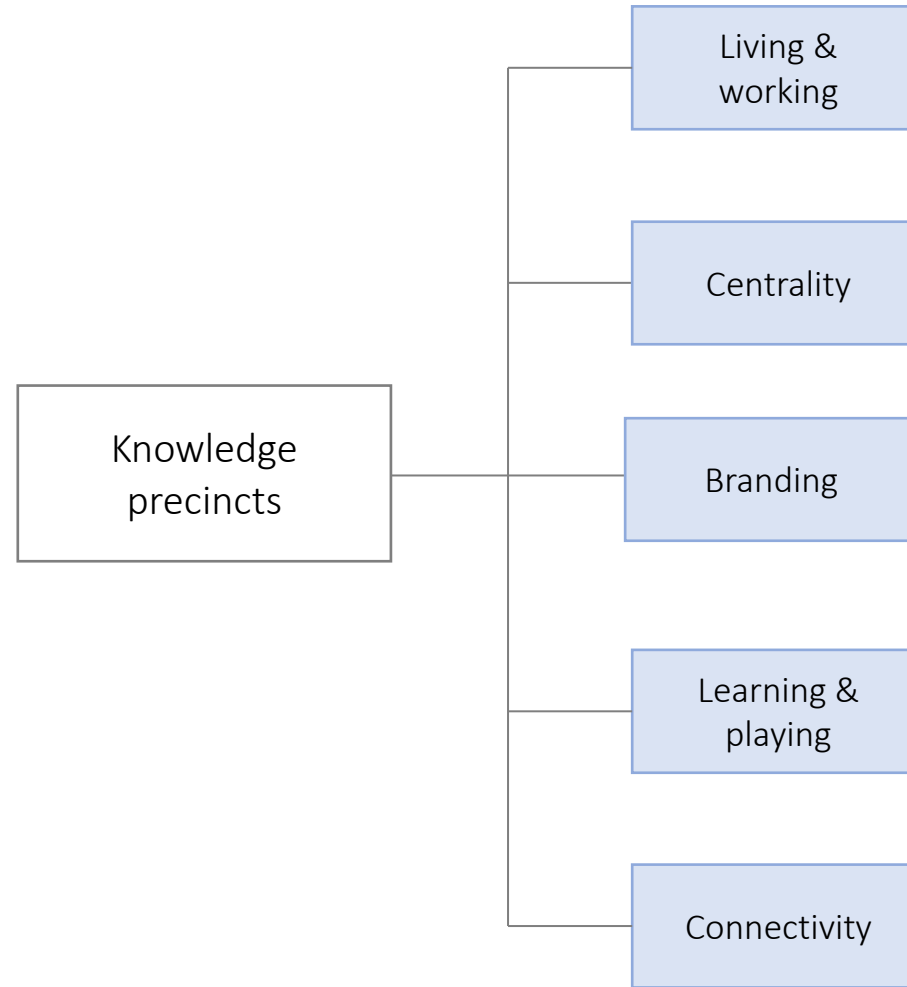 Living &
working
Centrality
Knowledge
precincts
Branding
Learning &
playing
Connectivity